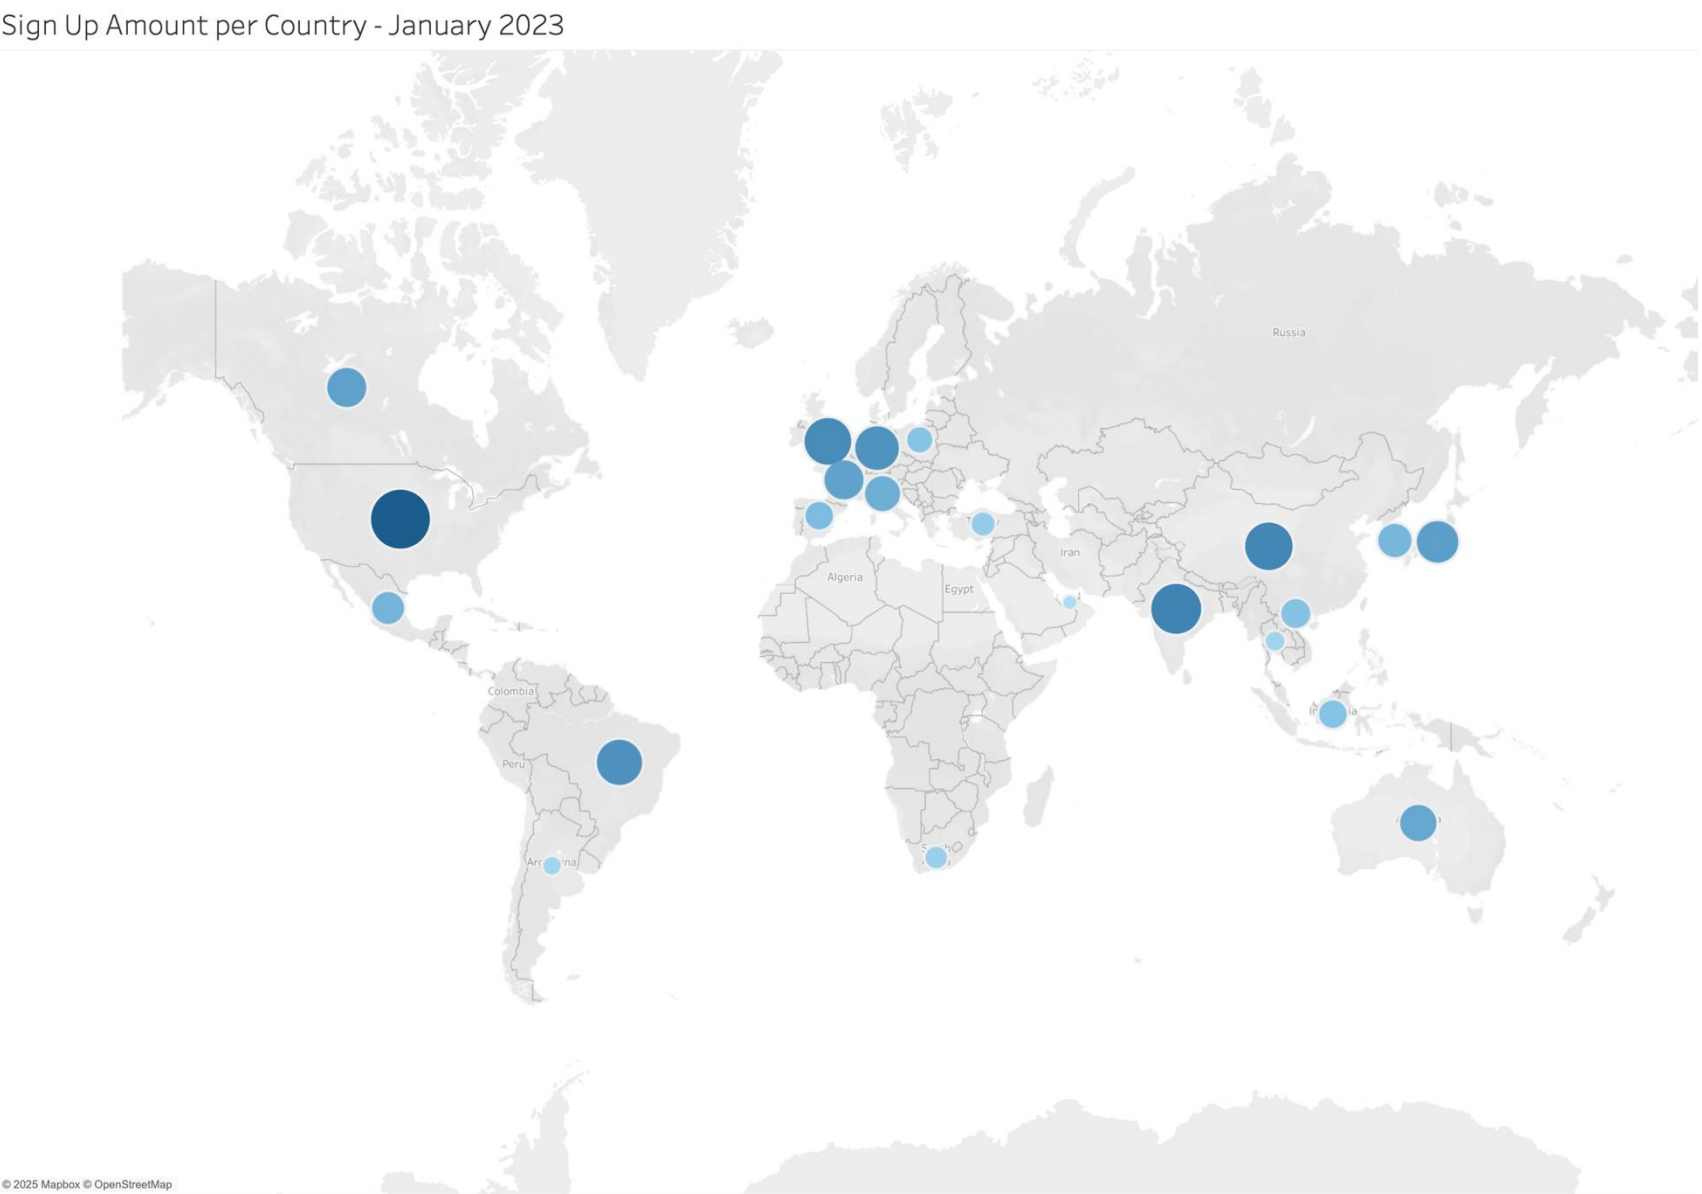 Sign Up Amount per Country - January 2023
Russia
Iran
Algeria
Egypt
Colombia
Peru
© 2025 Mapbox © OpenStreetMap